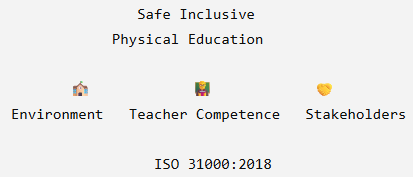 Safe Inclusive
Physical Education
Environment Teacher Competence Stakeholders
ISO 31000:2018